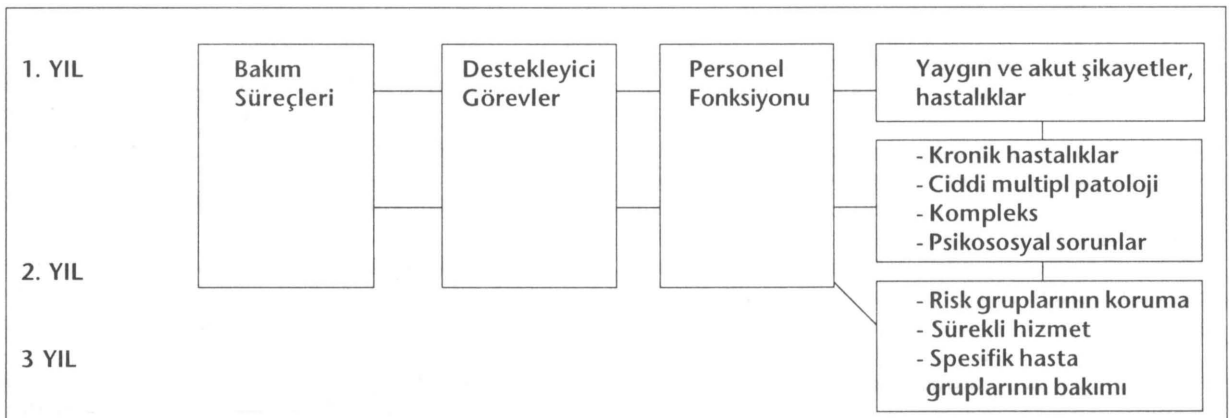 1. YIL
Bakım
Süreçleri
Destekleyici
Görevler
Personel
Fonksiyonu
Yaygın ve akut şikayetler,
hastalıklar
- Kronik hastalıklar
- Ciddi multipl patoloji
- Kompleks
- Psikososyal sorunlar
2. YIL
- Risk gruplarının koruma
- Sürekli hizmet
- Spesifik hasta
gruplarının bakımı
3 YIL